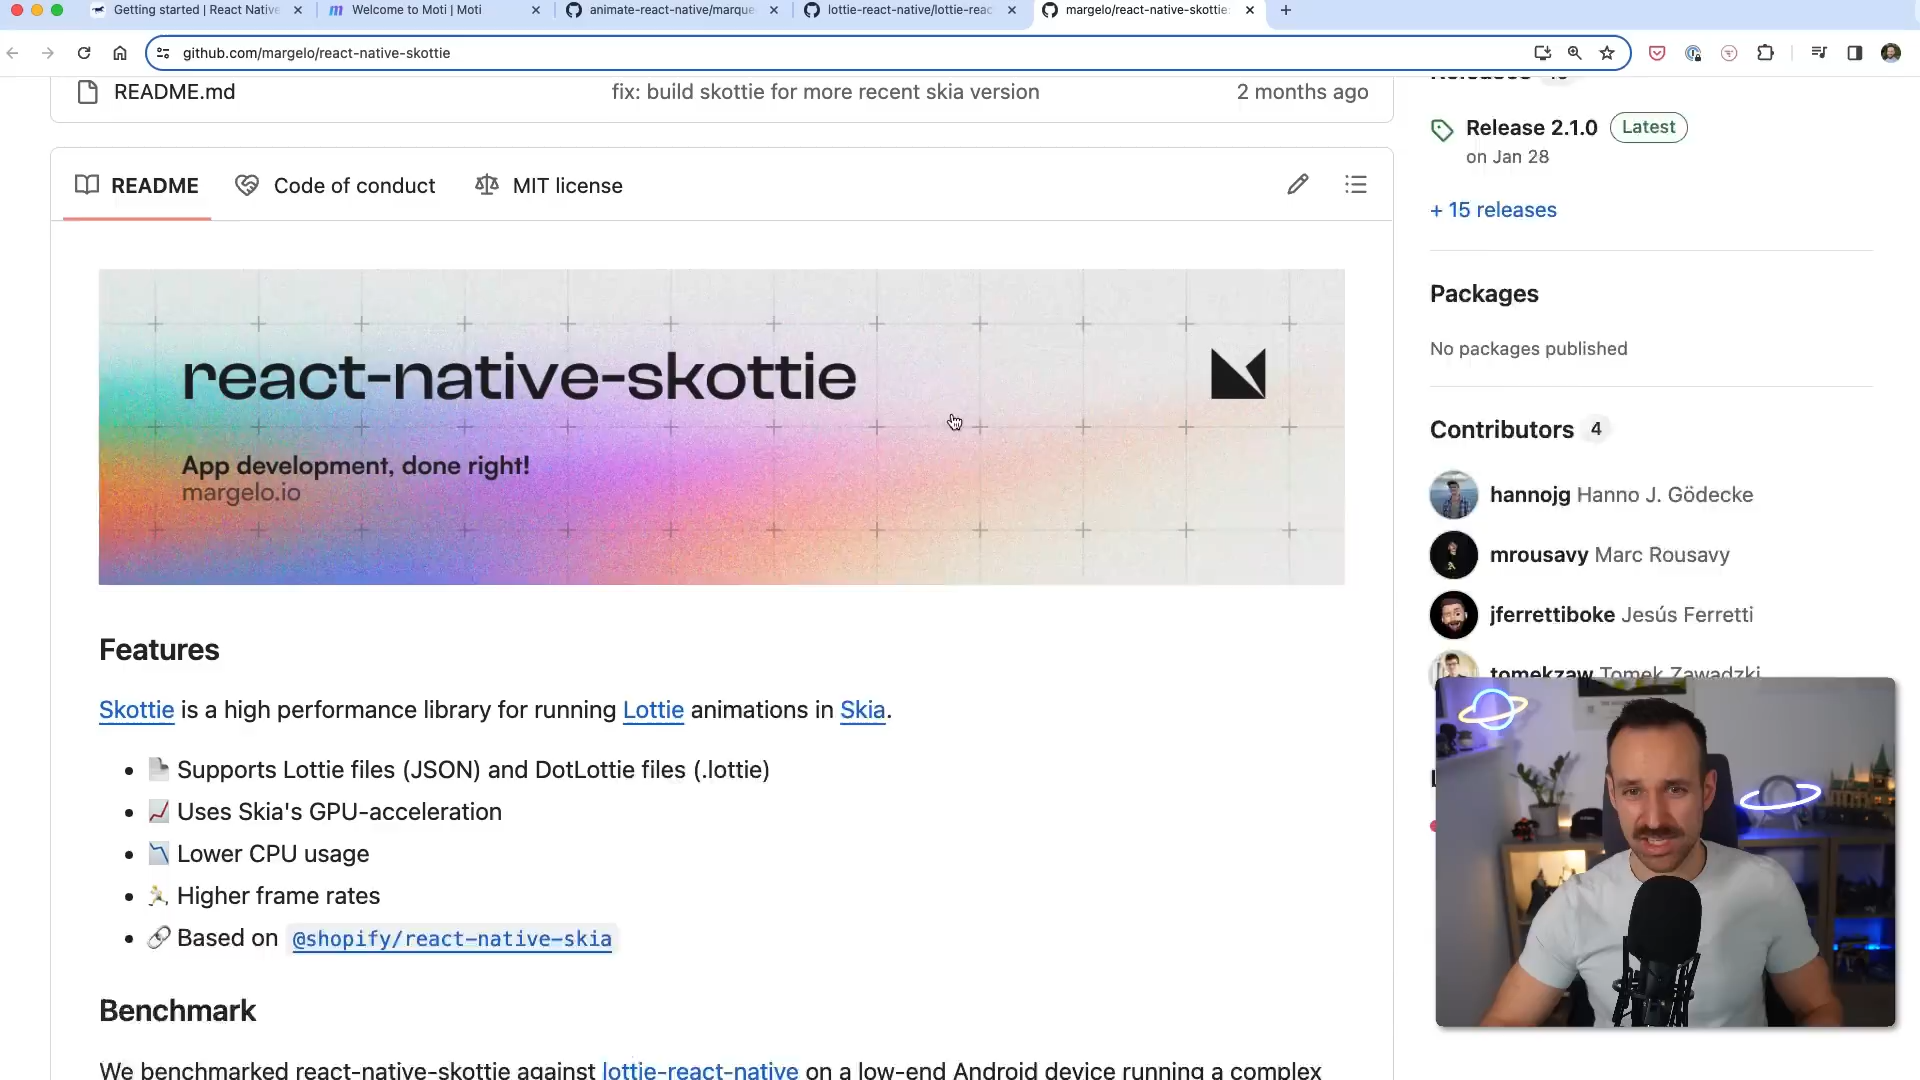 Getting started | React Native
Welcome to Moti | Moti
animate-react-native/marque
lottie-react-native/lottie-reac
margelo/react-native-skottie
github.com/margelo/react-native-skottie
README.md
fix: build skottie for more recent skia version
2 months ago
README
Code of conduct
MIT license
react-native-skottie
App development, done right!
margelo.io
Features
Skottie is a high performance library for running Lottie animations in Skia.
Supports Lottie files (JSON) and DotLottie files (.lottie)
Uses Skia's GPU-acceleration
Lower CPU usage
Higher frame rates
Based on @shopify/react-native-skia
Benchmark
We benchmarked react-native-skottie against lottie-react-native on a low-end Android device running a complex
Releases
Release 2.1.0 Latest
on Jan 28
+ 15 releases
Packages
No packages published
Contributors 4
hannojg Hanno J. Gödecke
mrousavy Marc Rousavy
jferrettiboke Jesús Ferretti
tomekzaw Tomek Zawadzki